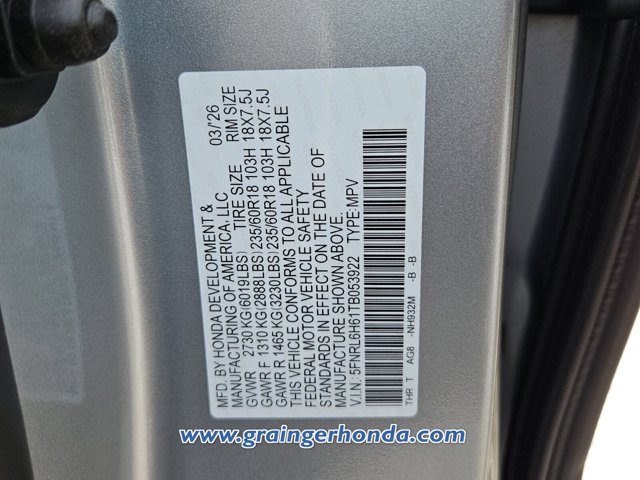 MFD. BY HONDA DEVELOPMENT & 03/'26
MANUFACTURING OF AMERICA, LLC
TIRE SIZE RIM SIZE
GVWR 2730 KG(6019LBS)
GAWR F 1310 KG(2888LBS) 235/60R18 103H 18X7.5J
GAWR R 1465 KG(3230LBS) 235/60R18 103H 18X7.5J
THIS VEHICLE CONFORMS TO ALL APPLICABLE
FEDERAL MOTOR VEHICLE SAFETY
STANDARDS IN EFFECT ON THE DATE OF
MANUFACTURE SHOWN ABOVE.
V.I.N.: 5FNRL6H61TB053922 TYPE:MPV
THR T AG8 -NH932M -B -B
www.graingerhonda.com